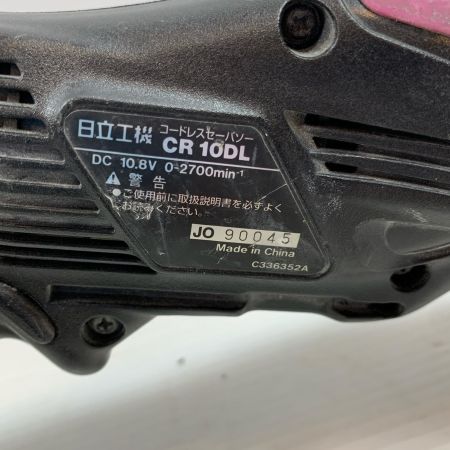 日立工機 コードレスセーバソー
CR 10DL
DC 10.8V 0-2700min⁻¹
⚠ 警告
●ご使用前に取扱説明書を必ずよく
お読みください。
JO 90045
Made in China
C336352A